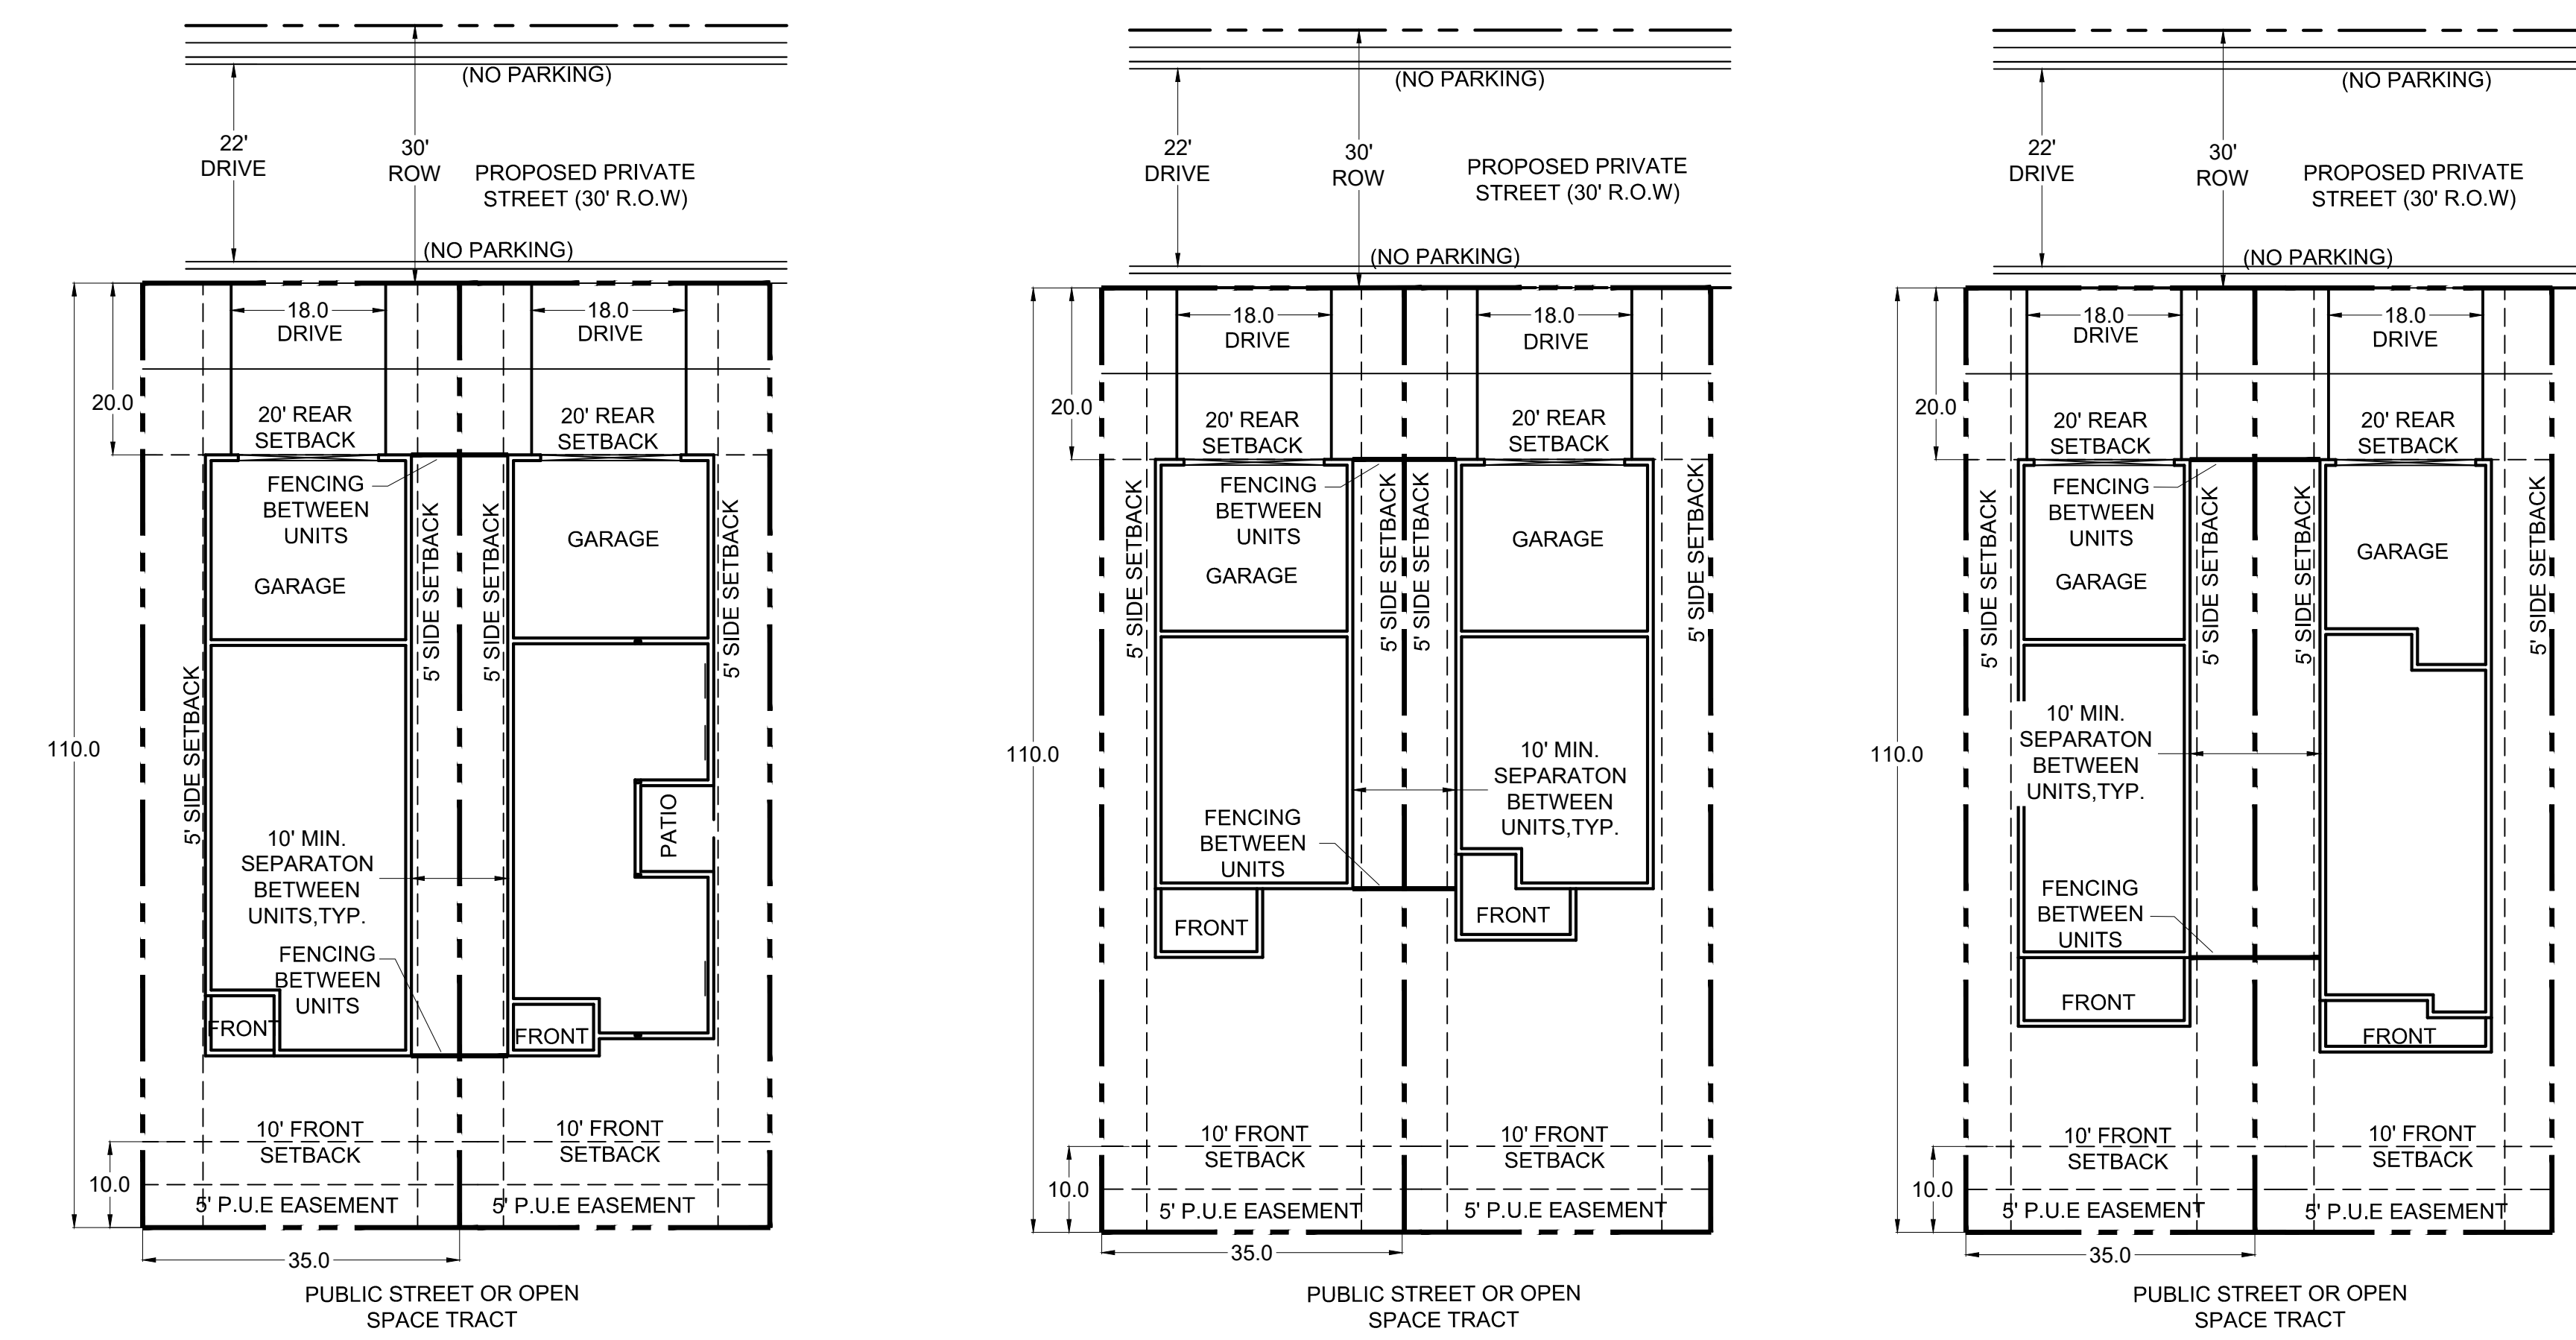 (NO PARKING)
22'
DRIVE
30'
ROW
PROPOSED PRIVATE
STREET (30' R.O.W)
(NO PARKING)
18.0
DRIVE
18.0
DRIVE
20.0
20' REAR
SETBACK
20' REAR
SETBACK
FENCING
BETWEEN
UNITS
GARAGE
GARAGE
5' SIDE SETBACK
5' SIDE SETBACK
5' SIDE SETBACK
5' SIDE SETBACK
110.0
PATIO
10' MIN.
SEPARATON
BETWEEN
UNITS,TYP.
FENCING
BETWEEN
UNITS
FRONT
FRONT
10' FRONT
SETBACK
10' FRONT
SETBACK
10.0
5' P.U.E EASEMENT
5' P.U.E EASEMENT
35.0
PUBLIC STREET OR OPEN
SPACE TRACT
(NO PARKING)
22'
DRIVE
30'
ROW
PROPOSED PRIVATE
STREET (30' R.O.W)
(NO PARKING)
18.0
DRIVE
18.0
DRIVE
20.0
20' REAR
SETBACK
20' REAR
SETBACK
FENCING
BETWEEN
UNITS
GARAGE
GARAGE
5' SIDE SETBACK
5' SIDE SETBACK
5' SIDE SETBACK
5' SIDE SETBACK
110.0
10' MIN.
SEPARATON
BETWEEN
UNITS,TYP.
FENCING
BETWEEN
UNITS
FRONT
FRONT
10' FRONT
SETBACK
10' FRONT
SETBACK
10.0
5' P.U.E EASEMENT
5' P.U.E EASEMENT
35.0
PUBLIC STREET OR OPEN
SPACE TRACT
(NO PARKING)
22'
DRIVE
30'
ROW
PROPOSED PRIVATE
STREET (30' R.O.W)
(NO PARKING)
18.0
DRIVE
18.0
DRIVE
20.0
20' REAR
SETBACK
20' REAR
SETBACK
FENCING
BETWEEN
UNITS
GARAGE
GARAGE
5' SIDE SETBACK
5' SIDE SETBACK
5' SIDE SETBACK
5' SIDE SETBACK
110.0
10' MIN.
SEPARATON
BETWEEN
UNITS,TYP.
FENCING
BETWEEN
UNITS
FRONT
FRONT
10' FRONT
SETBACK
10' FRONT
SETBACK
10.0
5' P.U.E EASEMENT
5' P.U.E EASEMENT
35.0
PUBLIC STREET OR OPEN
SPACE TRACT